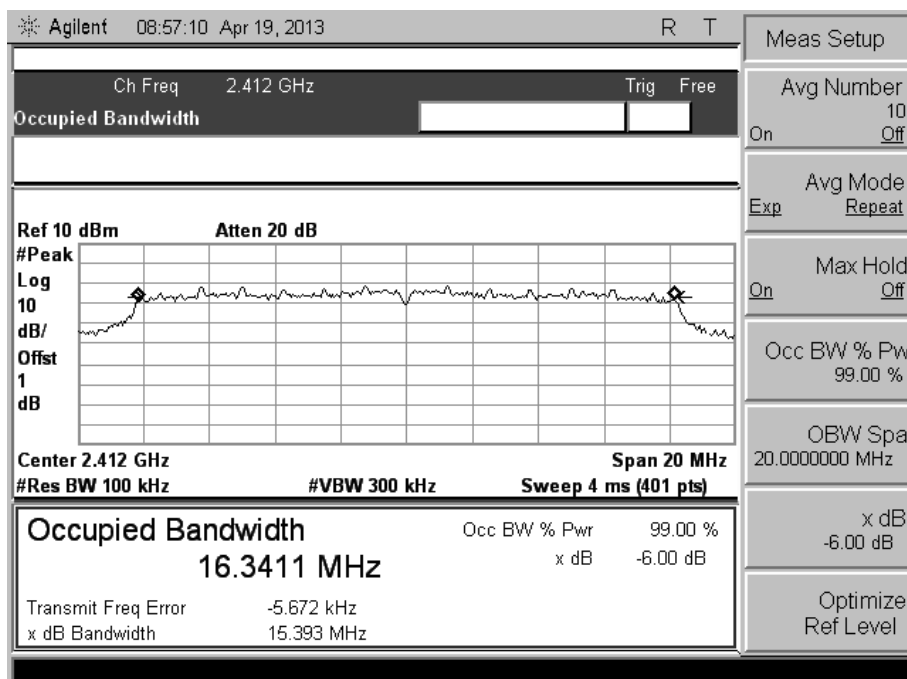 Agilent 08:57:10 Apr 19, 2013 R T
Ch Freq 2.412 GHz Trig Free
Occupied Bandwidth
Ref 10 dBm Atten 20 dB
#Peak
Log
10
dB/
Offst
1
dB
Center 2.412 GHz Span 20 MHz
#Res BW 100 kHz #VBW 300 kHz Sweep 4 ms (401 pts)
Occupied Bandwidth
16.3411 MHz
Occ BW % Pwr 99.00 %
x dB -6.00 dB
Transmit Freq Error -5.672 kHz
x dB Bandwidth 15.393 MHz
Meas Setup
Avg Number
10
On Off
Avg Mode
Exp Repeat
Max Hold
On Off
Occ BW % Pw
99.00 %
OBW Spa
20.0000000 MHz
x dB
-6.00 dB
Optimize
Ref Level